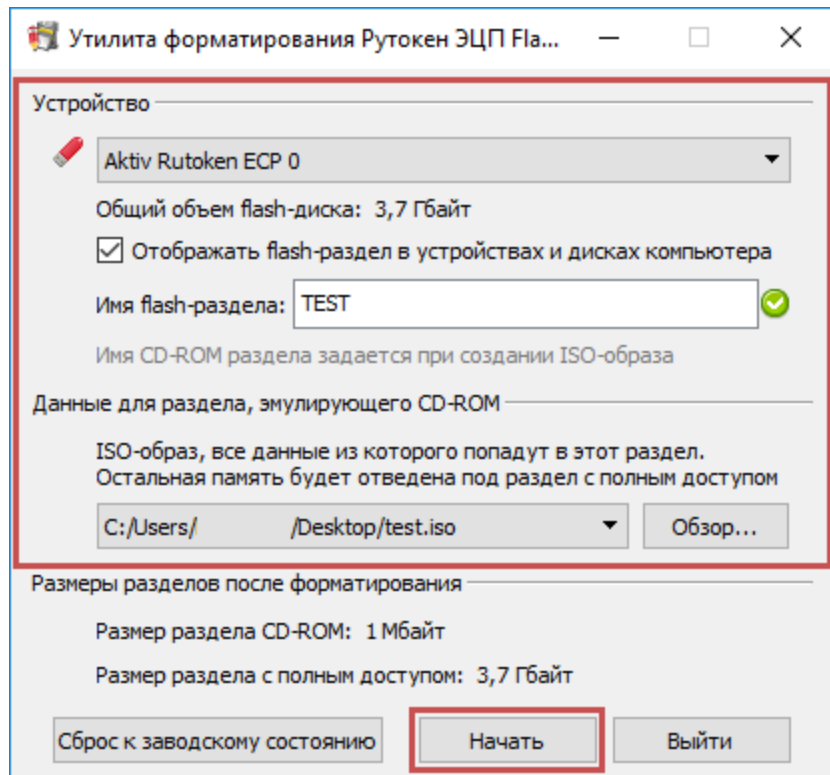 Утилита форматирования Рутокен ЭЦП Fla...
Устройство
Aktiv Rutoken ECP 0
Общий объем flash-диска: 3,7 Гбайт
Отображать flash-раздел в устройствах и дисках компьютера
Имя flash-раздела: TEST
Имя CD-ROM раздела задается при создании ISO-образа
Данные для раздела, эмулирующего CD-ROM
ISO-образ, все данные из которого попадут в этот раздел.
Остальная память будет отведена под раздел с полным доступом
C:/Users/ /Desktop/test.iso Обзор...
Размеры разделов после форматирования
Размер раздела CD-ROM: 1 Мбайт
Размер раздела с полным доступом: 3,7 Гбайт
Сброс к заводскому состоянию Начать Выйти